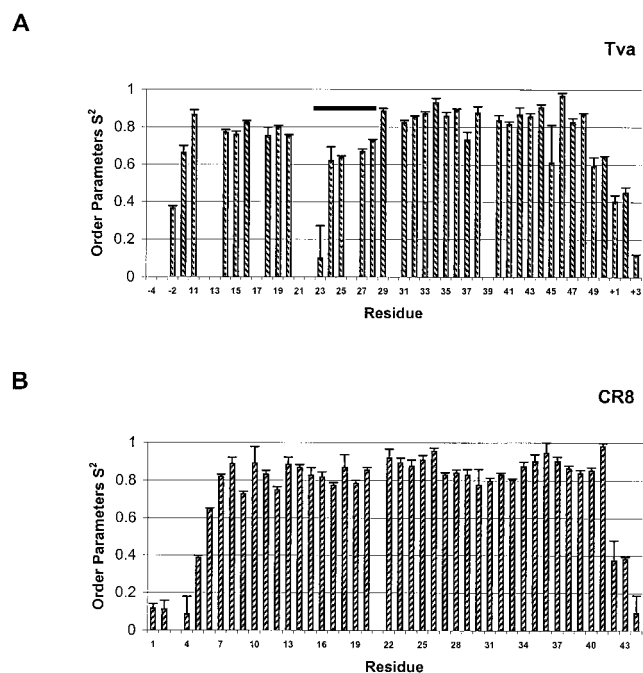 A
Tva
Order Parameters S²
1
0.8
0.6
0.4
0.2
0
-4 -2 11 13 15 17 19 21 23 25 27 29 31 33 35 37 39 41 43 45 47 49 +1 +3
Residue
B
CR8
Order Parameters S²
1
0.8
0.6
0.4
0.2
0
1 4 7 10 13 16 19 22 25 28 31 34 37 40 43
Residue